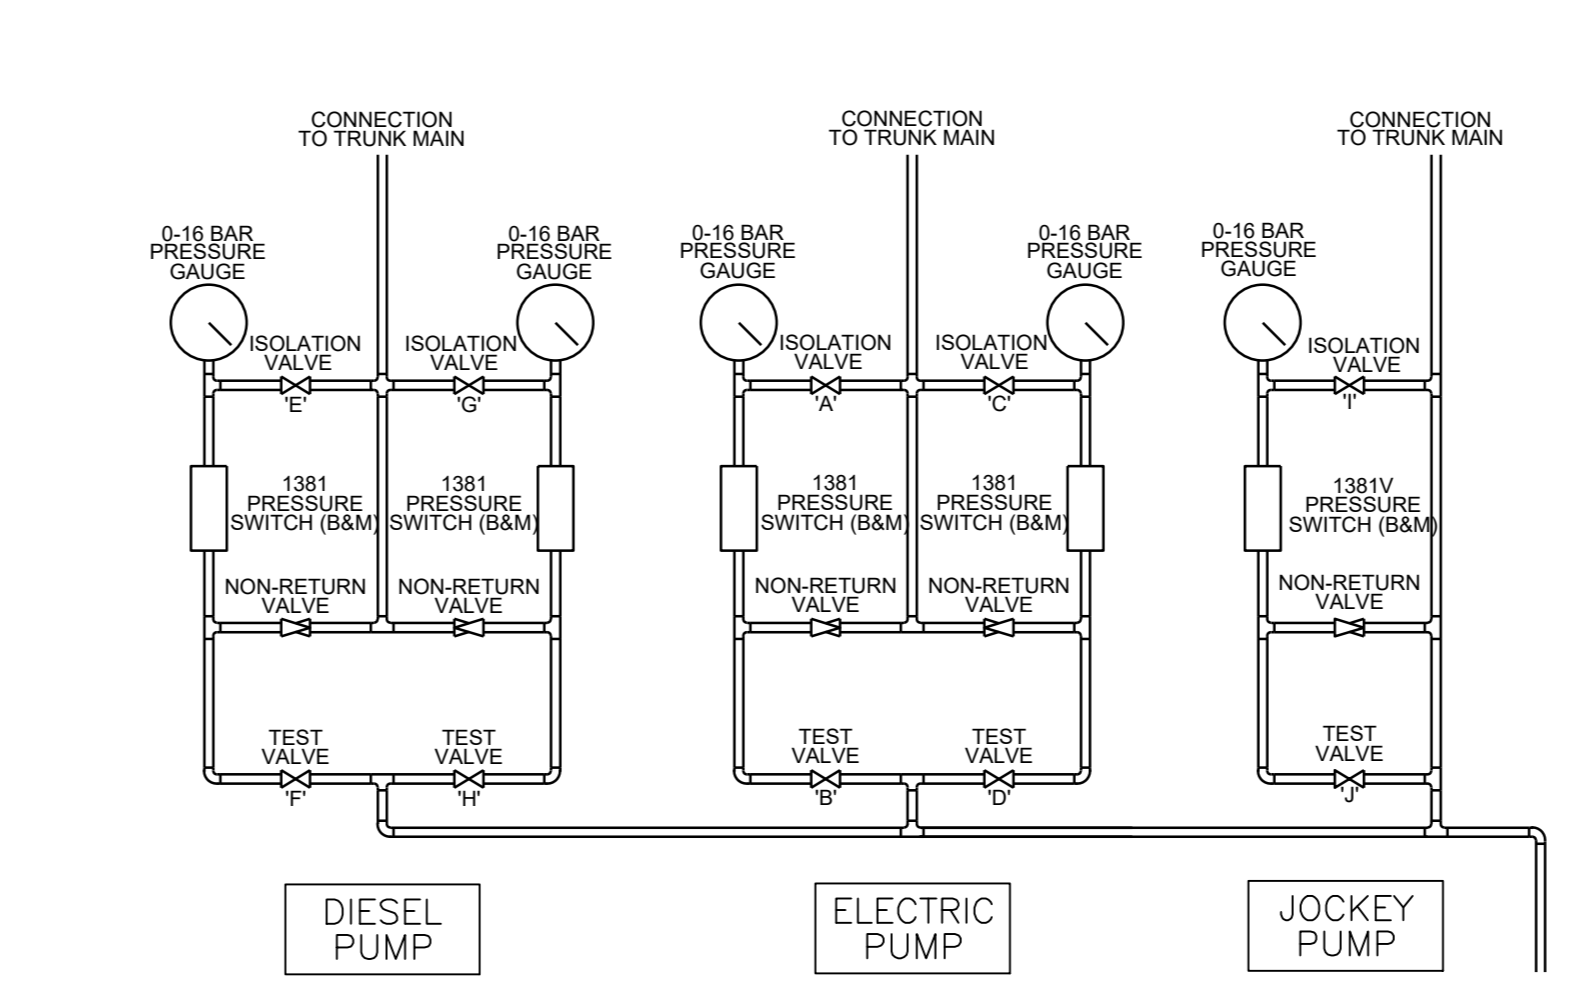 CONNECTION
TO TRUNK MAIN
CONNECTION
TO TRUNK MAIN
CONNECTION
TO TRUNK MAIN
0-16 BAR
PRESSURE
GAUGE
0-16 BAR
PRESSURE
GAUGE
0-16 BAR
PRESSURE
GAUGE
0-16 BAR
PRESSURE
GAUGE
0-16 BAR
PRESSURE
GAUGE
ISOLATION
VALVE
'E'
ISOLATION
VALVE
'G'
ISOLATION
VALVE
'A'
ISOLATION
VALVE
'C'
ISOLATION
VALVE
'I'
1381
PRESSURE
SWITCH (B&M)
1381
PRESSURE
SWITCH (B&M)
1381
PRESSURE
SWITCH (B&M)
1381
PRESSURE
SWITCH (B&M)
1381V
PRESSURE
SWITCH (B&M)
NON-RETURN
VALVE
NON-RETURN
VALVE
NON-RETURN
VALVE
NON-RETURN
VALVE
NON-RETURN
VALVE
TEST
VALVE
'F'
TEST
VALVE
'H'
TEST
VALVE
'B'
TEST
VALVE
'D'
TEST
VALVE
'J'
DIESEL
PUMP
ELECTRIC
PUMP
JOCKEY
PUMP